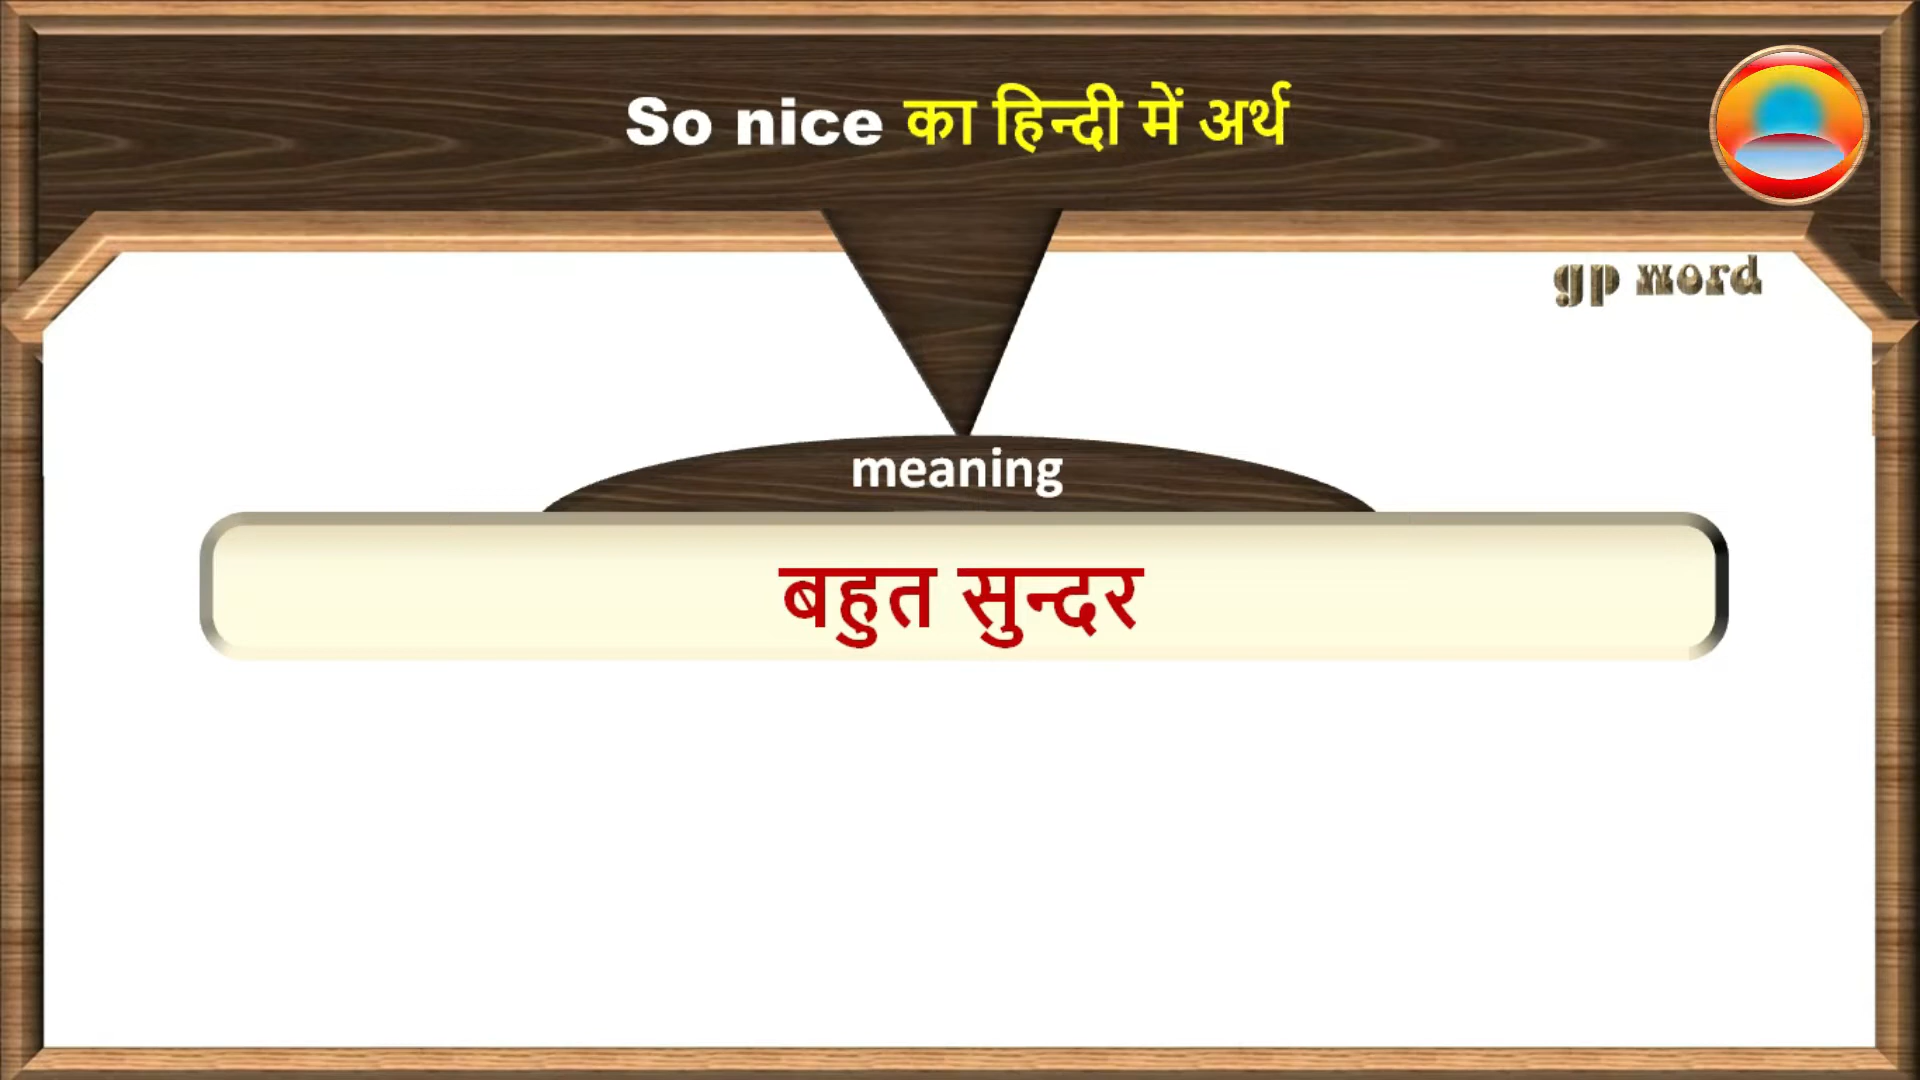 So nice का हिन्दी में अर्थ
gp word
meaning
बहुत सुन्दर